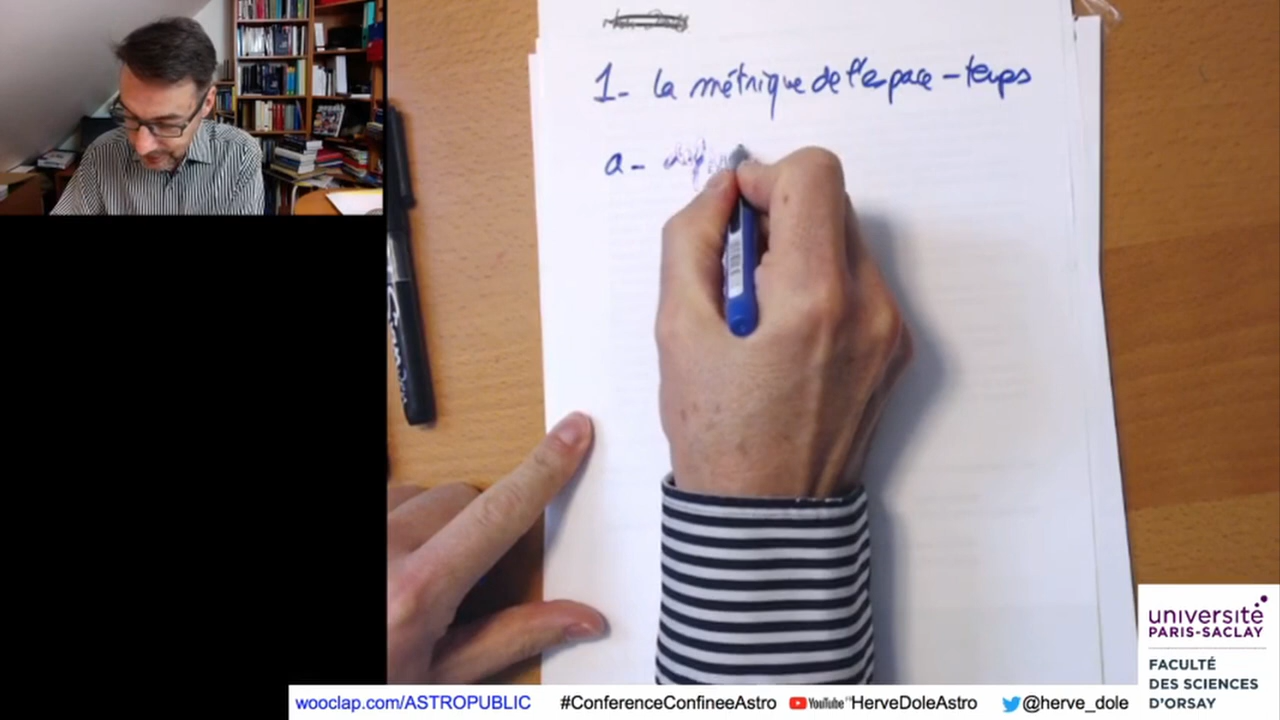 1- la métrique de l'espace-temps
a-
université
PARIS-SACLAY
FACULTÉ
DES SCIENCES
D'ORSAY
wooclap.com/ASTROPUBLIC #ConferenceConfineeAstro YouTube HerveDoleAstro @herve_dole